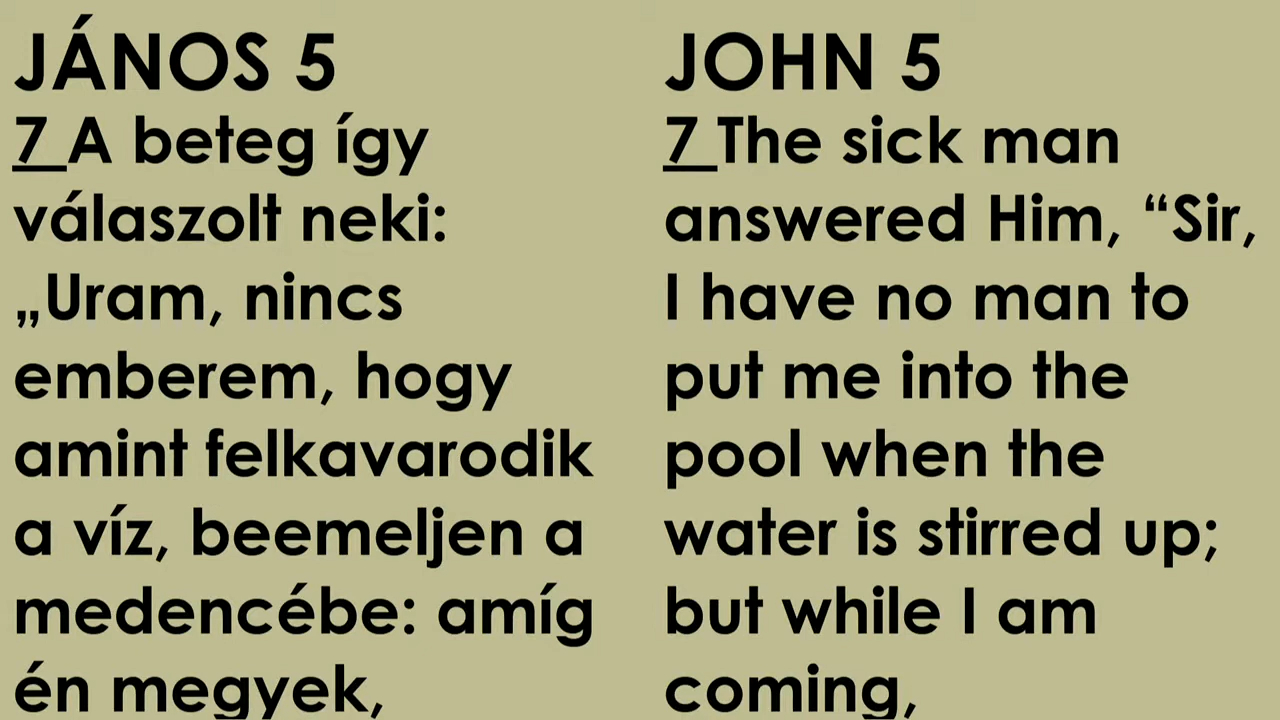 JÁNOS 5
7 A beteg így
válaszolt neki:
„Uram, nincs
emberem, hogy
amint felkavarodik
a víz, beemeljen a
medencébe: amíg
én megyek,
JOHN 5
7 The sick man
answered Him, “Sir,
I have no man to
put me into the
pool when the
water is stirred up;
but while I am
coming,